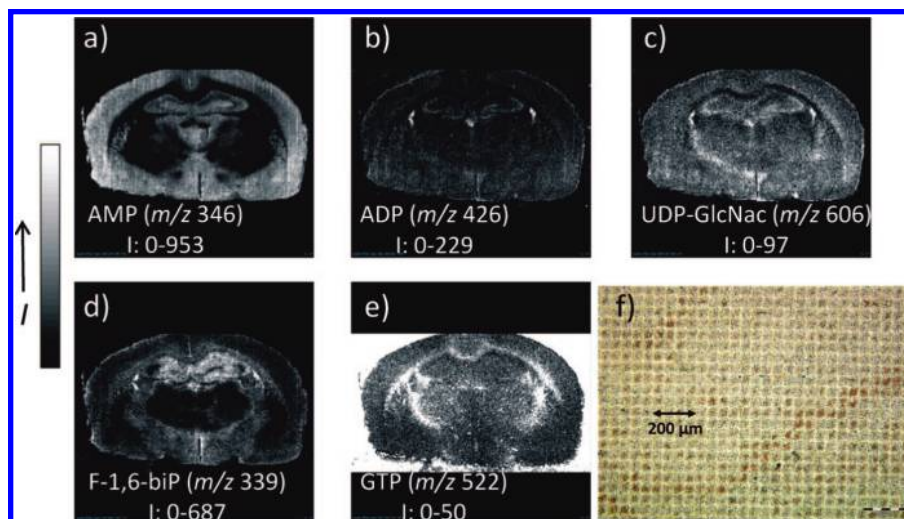 a)
AMP (m/z 346)
I: 0-953
b)
ADP (m/z 426)
I: 0-229
c)
UDP-GlcNac (m/z 606)
I: 0-97
I
d)
F-1,6-biP (m/z 339)
I: 0-687
e)
GTP (m/z 522)
I: 0-50
f)
200 µm